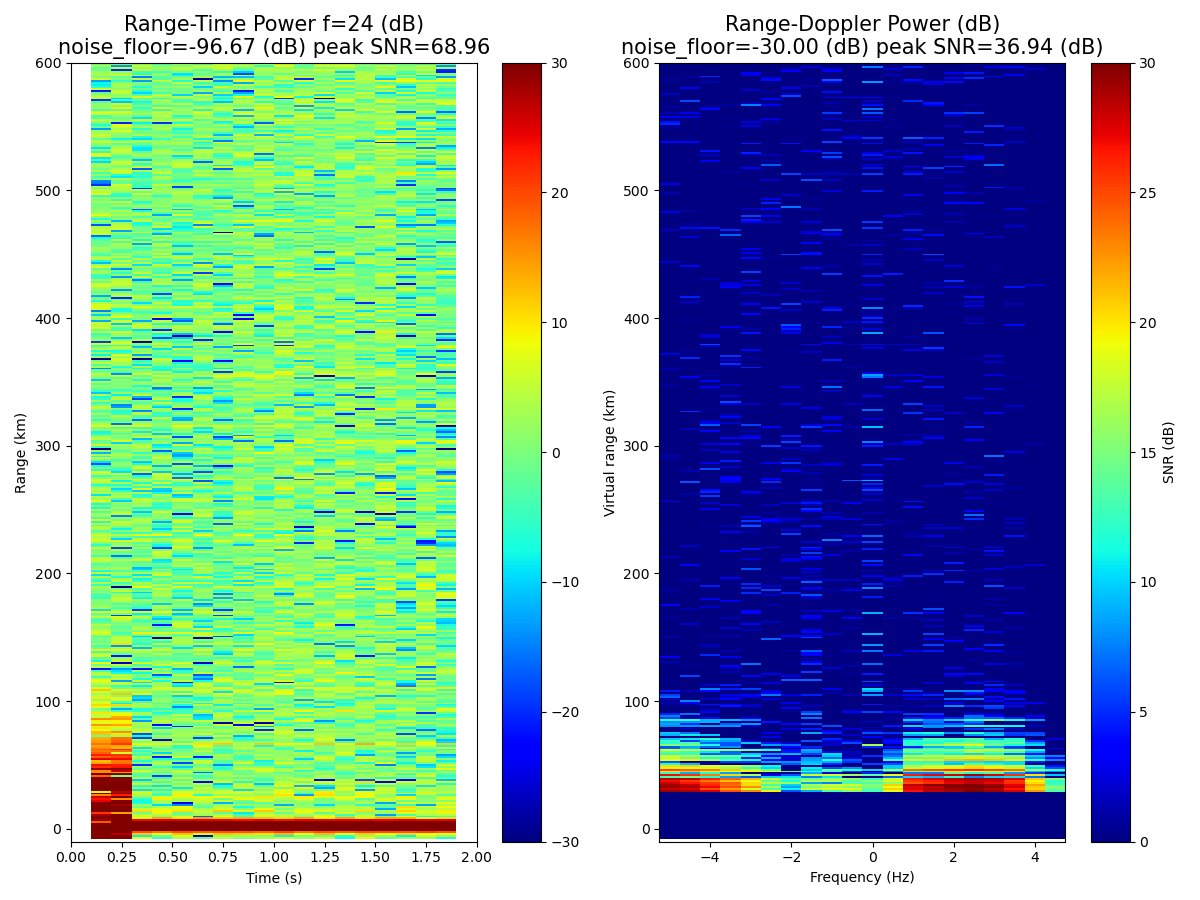 Range-Time Power f=24 (dB)
noise_floor=-96.67 (dB) peak SNR=68.96
Range (km)
600
500
400
300
200
100
0
0.00 0.25 0.50 0.75 1.00 1.25 1.50 1.75 2.00
Time (s)
30
20
10
0
−10
−20
−30
Range-Doppler Power (dB)
noise_floor=-30.00 (dB) peak SNR=36.94 (dB)
Virtual range (km)
600
500
400
300
200
100
0
−4 −2 0 2 4
Frequency (Hz)
30
25
20
15
10
5
0
SNR (dB)